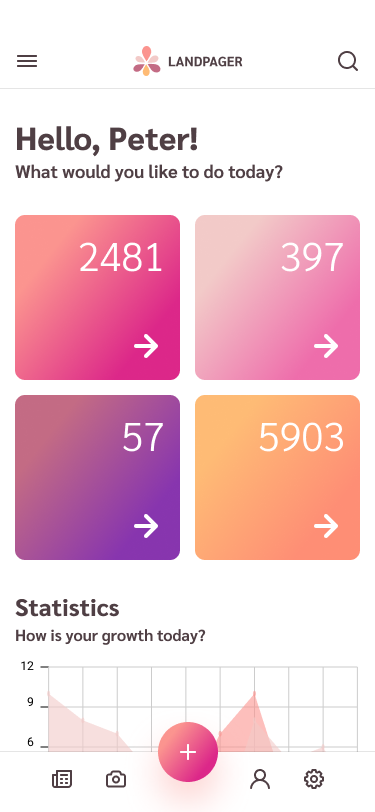 LANDPAGER
Hello, Peter!
What would you like to do today?
2481
397
57
5903
Statistics
How is your growth today?
12
9
6